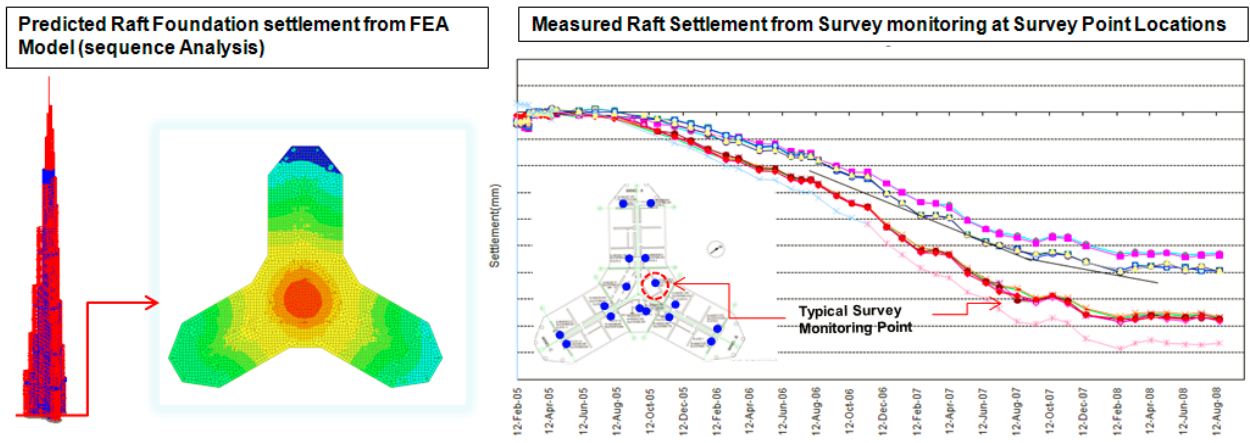 Predicted Raft Foundation settlement from FEA
Model (sequence Analysis)
Measured Raft Settlement from Survey monitoring at Survey Point Locations
Settlement(mm)
Typical Survey
Monitoring Point
12-Feb-05
12-Apr-05
12-Jun-05
12-Aug-05
12-Oct-05
12-Dec-05
12-Feb-06
12-Apr-06
12-Jun-06
12-Aug-06
12-Oct-06
12-Dec-06
12-Feb-07
12-Apr-07
12-Jun-07
12-Aug-07
12-Oct-07
12-Dec-07
12-Feb-08
12-Apr-08
12-Jun-08
12-Aug-08